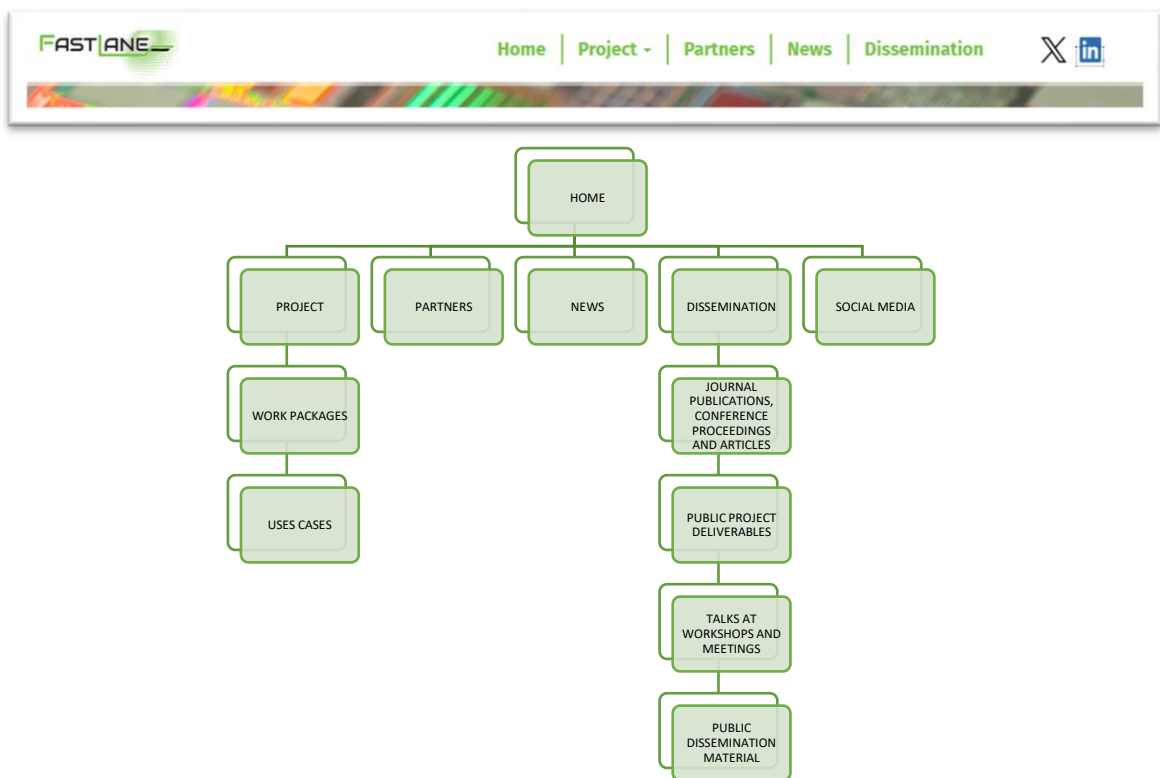 FASTLANE
Home Project Partners News Dissemination
X in
HOME
PROJECT
PARTNERS
NEWS
DISSEMINATION
SOCIAL MEDIA
WORK PACKAGES
JOURNAL
PUBLICATIONS,
CONFERENCE
PROCEEDINGS
AND ARTICLES
USES CASES
PUBLIC PROJECT
DELIVERABLES
TALKS AT
WORKSHOPS AND
MEETINGS
PUBLIC
DISSEMINATION
MATERIAL